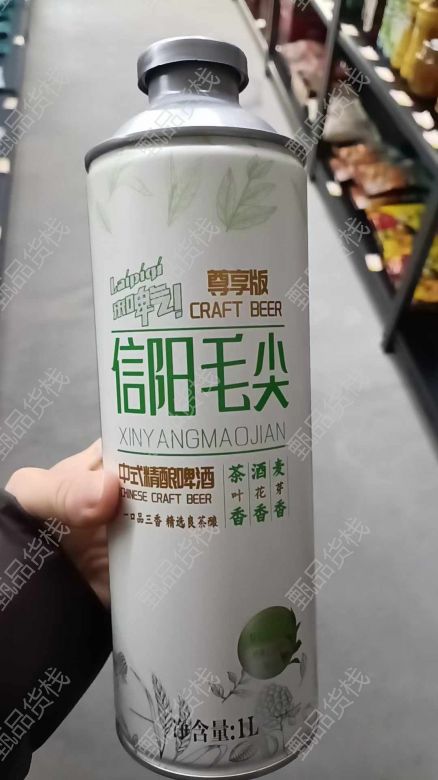 Laipiqi
来啤气!
尊享版
CRAFT BEER
信阳毛尖
XINYANGMAOJIAN
中式精酿啤酒
CHINESE CRAFT BEER
一口品三香 精选良茶酿
茶叶香
酒花香
麦芽香
净含量:1L
甄品货栈